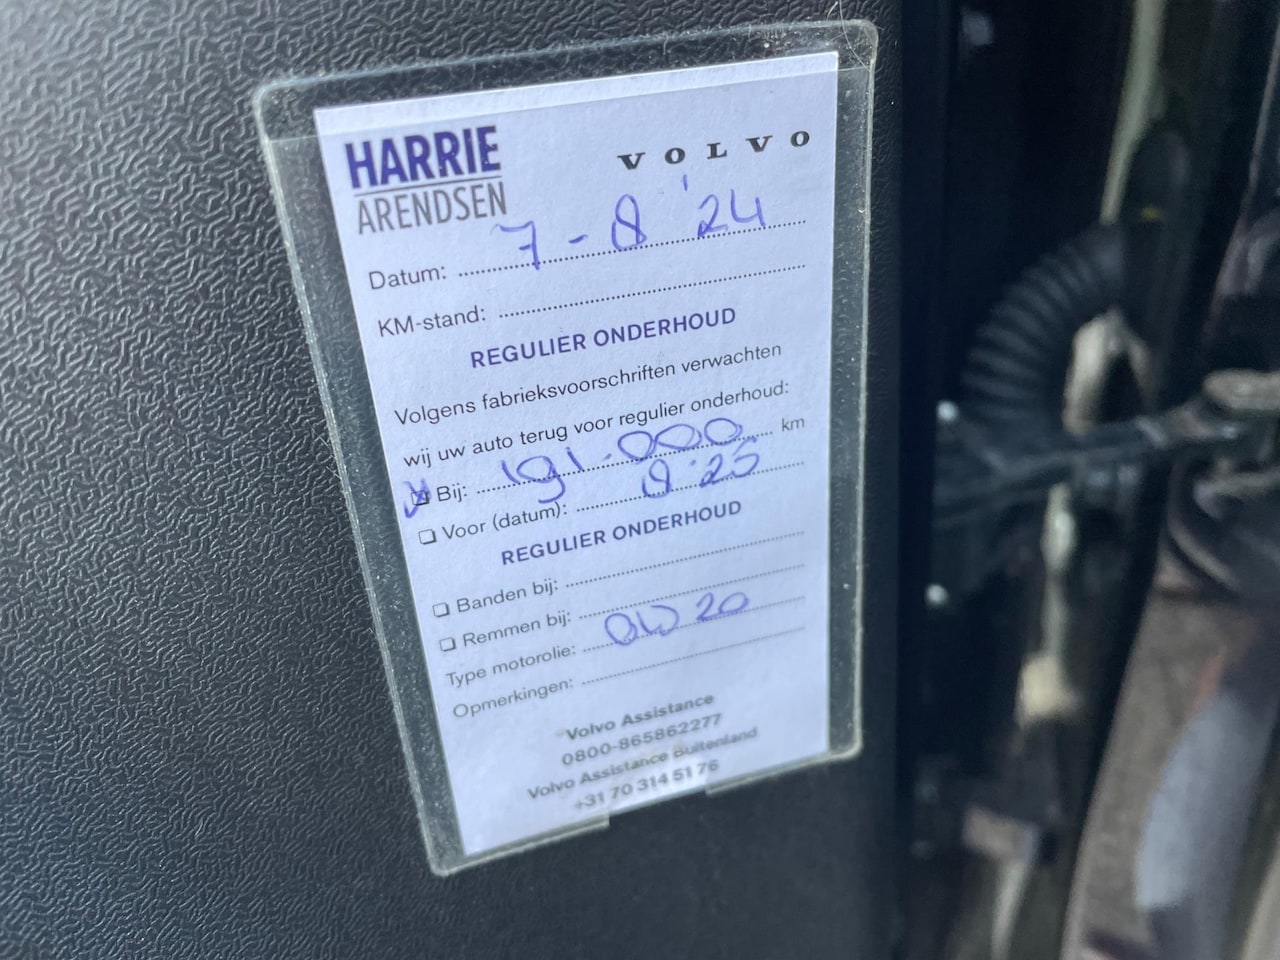 HARRIE
ARENDSEN
VOLVO
Datum: 7-8 '24
KM-stand:
REGULIER ONDERHOUD
Volgens fabrieksvoorschriften verwachten
wij uw auto terug voor regulier onderhoud:
Bij: 191.000 km
Voor (datum): 8·25
REGULIER ONDERHOUD
Banden bij:
Remmen bij:
Type motorolie: 0W20
Opmerkingen:
Volvo Assistance
0800-865862277
Volvo Assistance Buitenland
+31 70 314 51 76